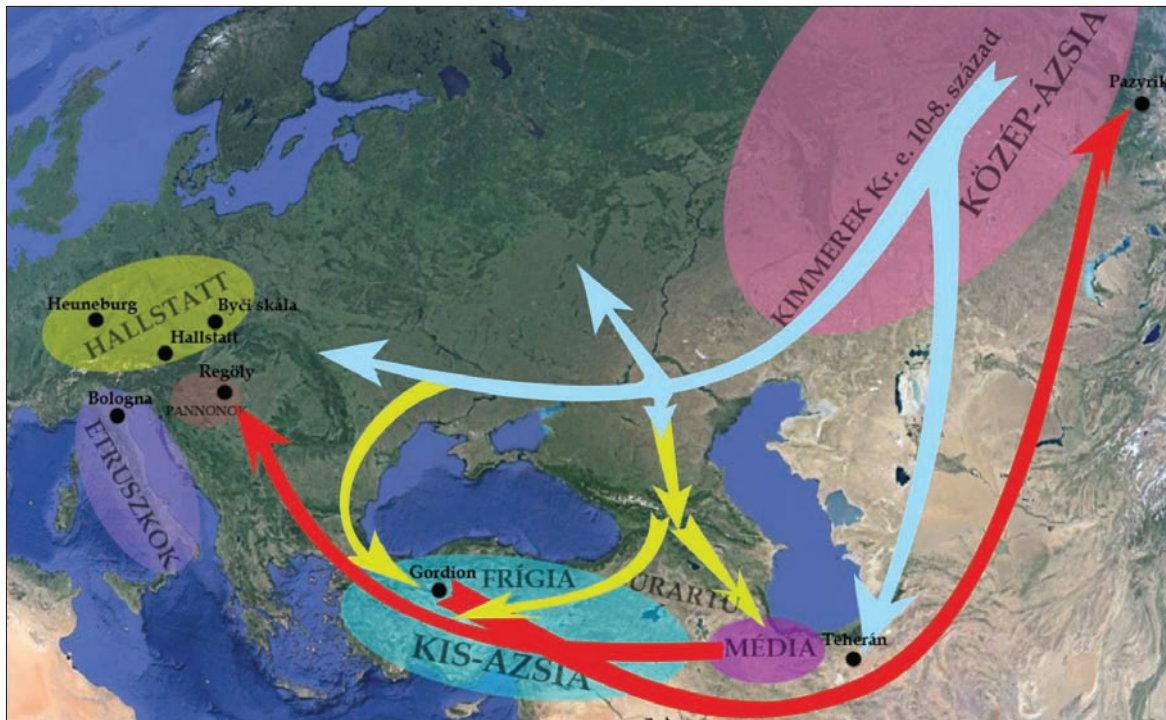 Pazyrik
KIMMEREK Kr. e. 10-8. század
KÖZÉP-ÁZSIA
Heuneburg
Byči skála
HALLSTATT
Hallstatt
Regöly
PANNONOK
Bologna
ETRUSZKOK
Gordion
FRÍGIA
URARTU
KIS-ÁZSIA
MÉDIA
Teherán